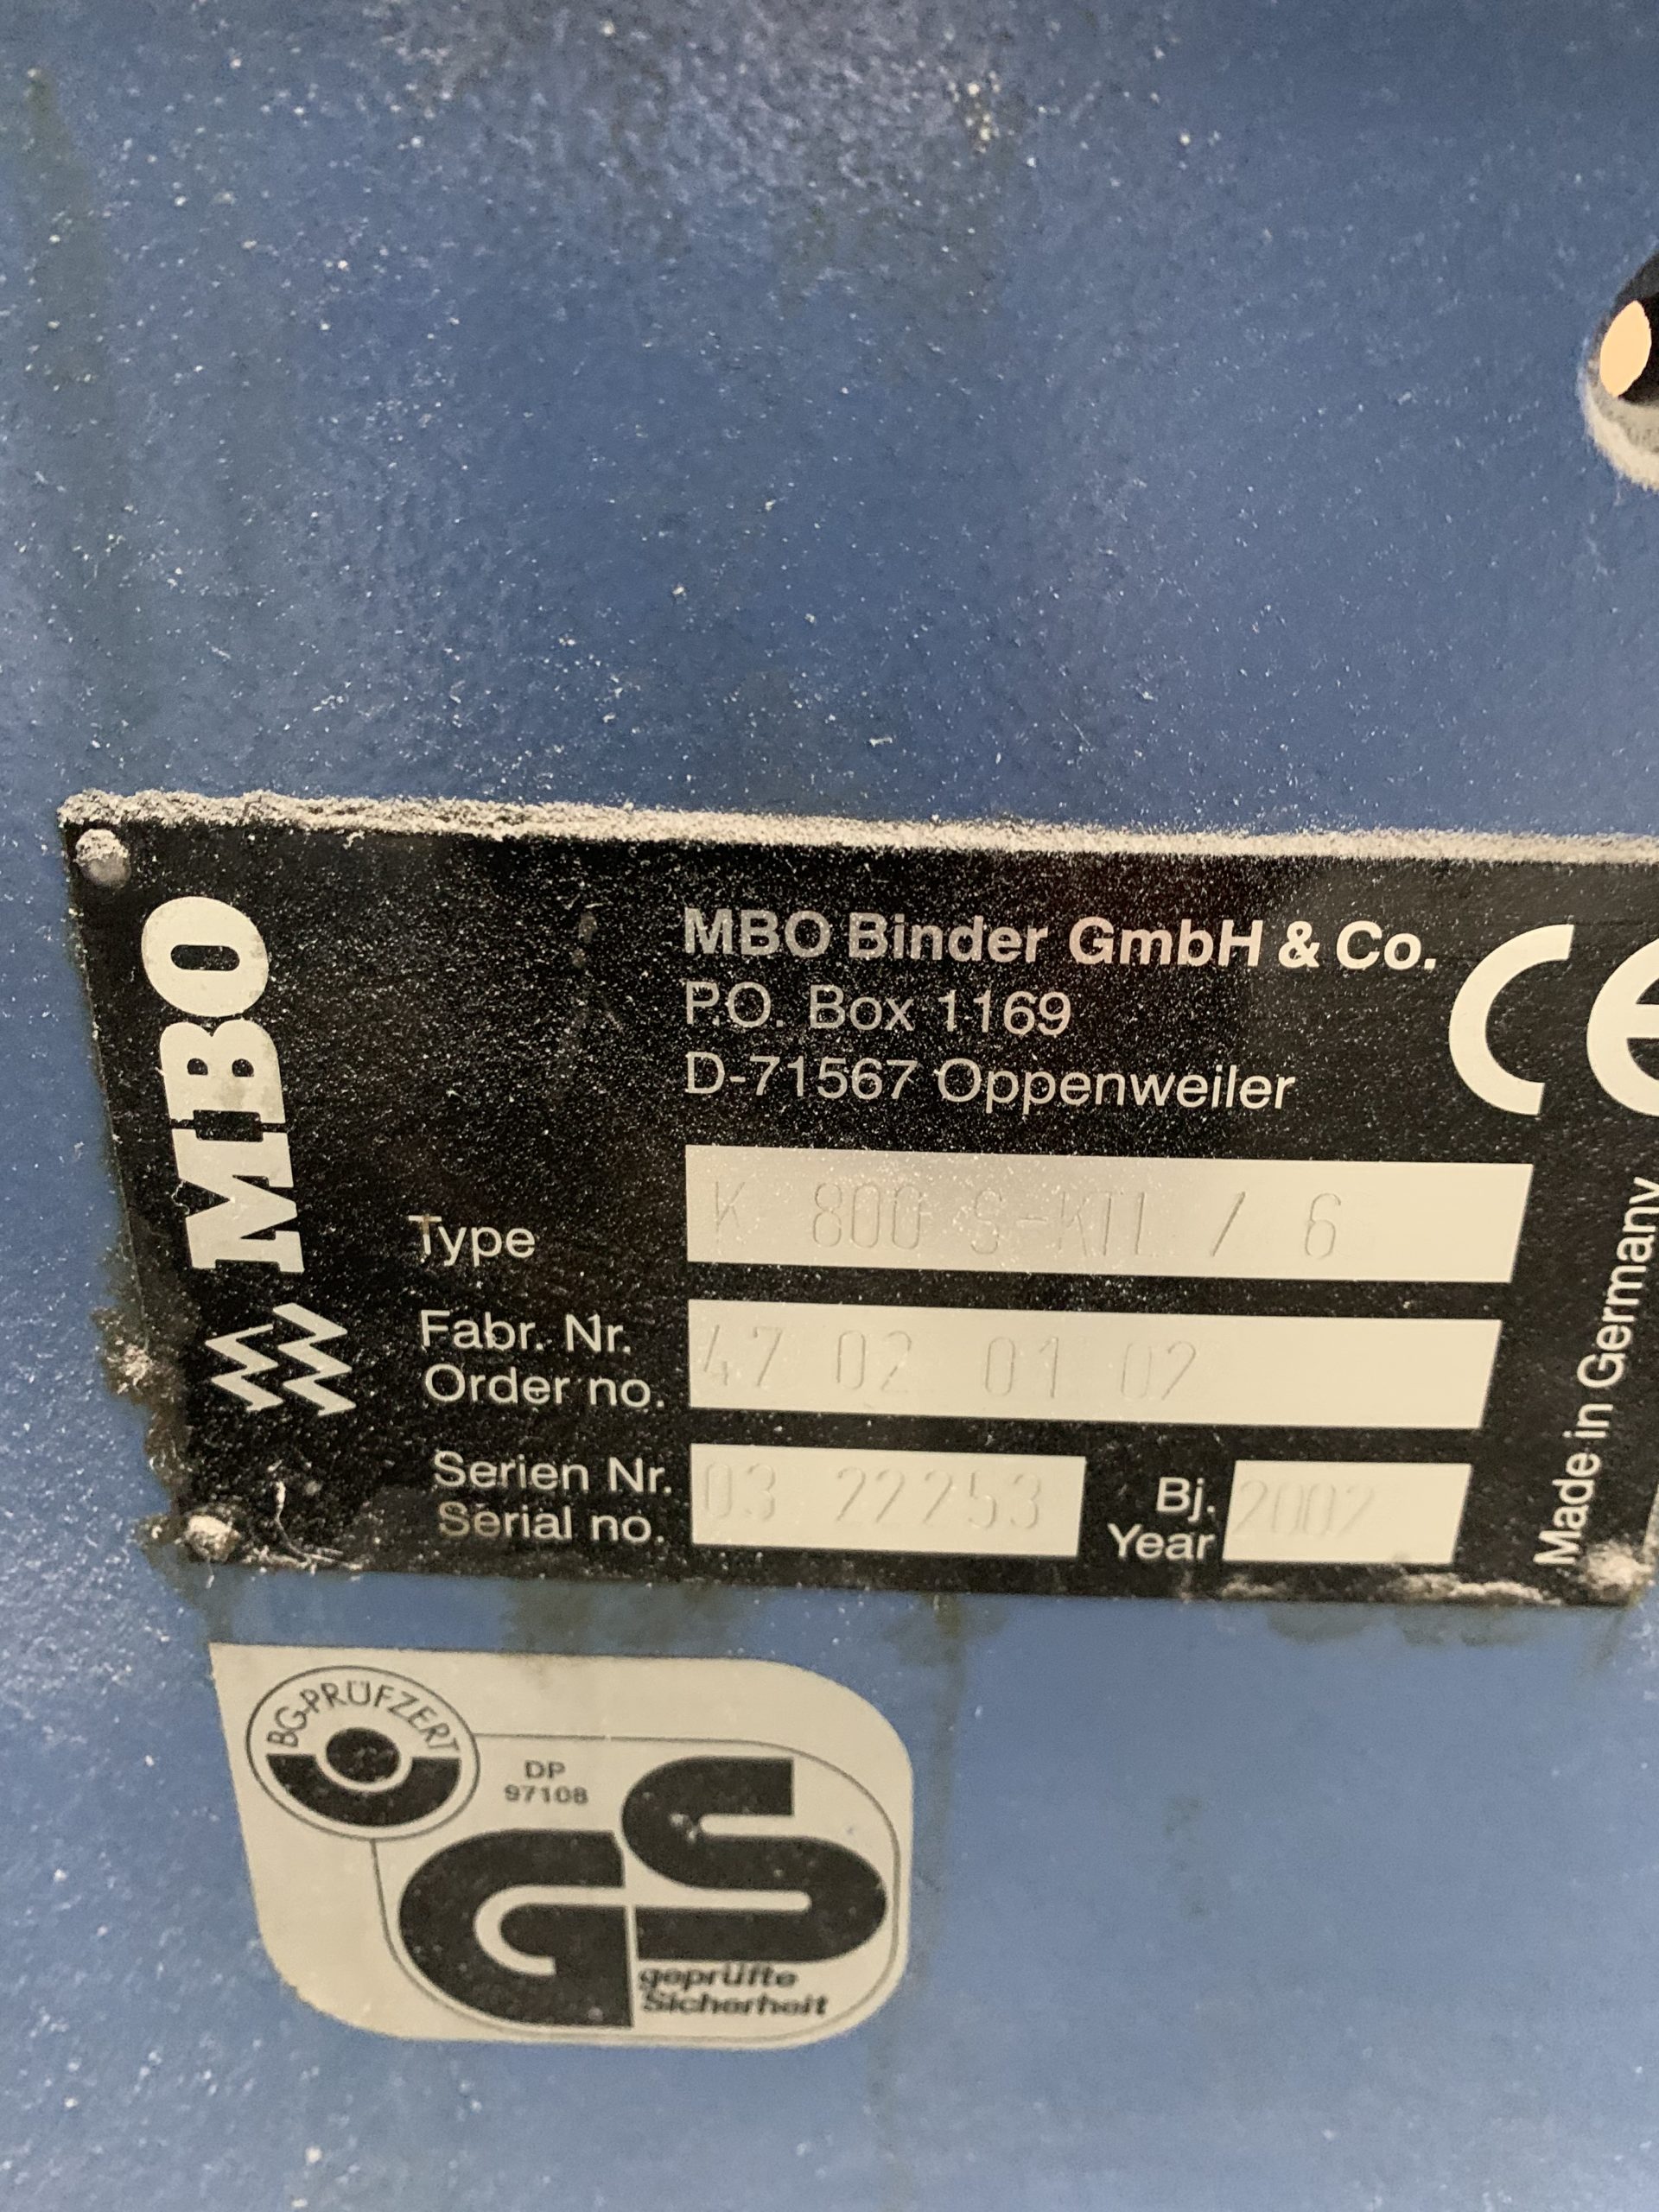 MBO
MBO Binder GmbH & Co.
P.O. Box 1169
D-71567 Oppenweiler
CE
Type K 800 S-KTL / 6
Fabr. Nr.
Order no. 47 02 01 02
Serien Nr.
Serial no. 03 22253
Bj.
Year 2002
Made in Germany
BG-PRÜFZERT
DP
97108
GS
geprüfte
Sicherheit